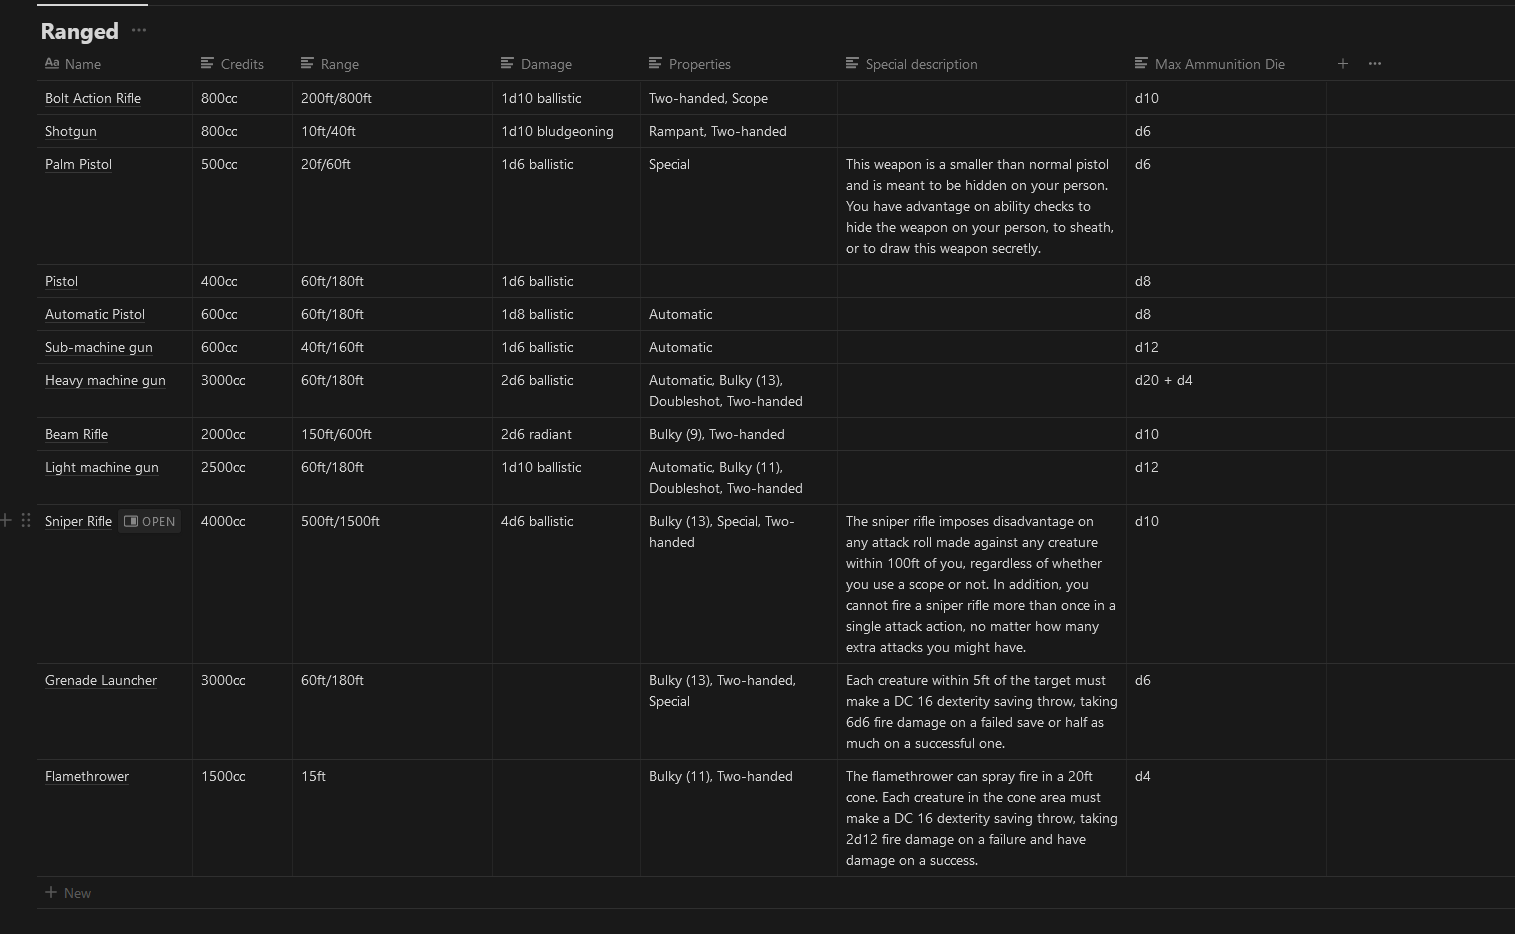 Ranged ...
Aa Name Credits Range Damage Properties Special description Max Ammunition Die + ...
Bolt Action Rifle 800cc 200ft/800ft 1d10 ballistic Two-handed, Scope d10
Shotgun 800cc 10ft/40ft 1d10 bludgeoning Rampant, Two-handed d6
Palm Pistol 500cc 20f/60ft 1d6 ballistic Special This weapon is a smaller than normal pistol d6
and is meant to be hidden on your person.
You have advantage on ability checks to
hide the weapon on your person, to sheath,
or to draw this weapon secretly.
Pistol 400cc 60ft/180ft 1d6 ballistic d8
Automatic Pistol 600cc 60ft/180ft 1d8 ballistic Automatic d8
Sub-machine gun 600cc 40ft/160ft 1d6 ballistic Automatic d12
Heavy machine gun 3000cc 60ft/180ft 2d6 ballistic Automatic, Bulky (13), d20 + d4
Doubleshot, Two-handed
Beam Rifle 2000cc 150ft/600ft 2d6 radiant Bulky (9), Two-handed d10
Light machine gun 2500cc 60ft/180ft 1d10 ballistic Automatic, Bulky (11), d12
Doubleshot, Two-handed
+ Sniper Rifle OPEN 4000cc 500ft/1500ft 4d6 ballistic Bulky (13), Special, Two- The sniper rifle imposes disadvantage on d10
handed any attack roll made against any creature
within 100ft of you, regardless of whether
you use a scope or not. In addition, you
cannot fire a sniper rifle more than once in a
single attack action, no matter how many
extra attacks you might have.
Grenade Launcher 3000cc 60ft/180ft Bulky (13), Two-handed, Each creature within 5ft of the target must d6
Special make a DC 16 dexterity saving throw, taking
6d6 fire damage on a failed save or half as
much on a successful one.
Flamethrower 1500cc 15ft Bulky (11), Two-handed The flamethrower can spray fire in a 20ft d4
cone. Each creature in the cone area must
make a DC 16 dexterity saving throw, taking
2d12 fire damage on a failure and have
damage on a success.
+ New